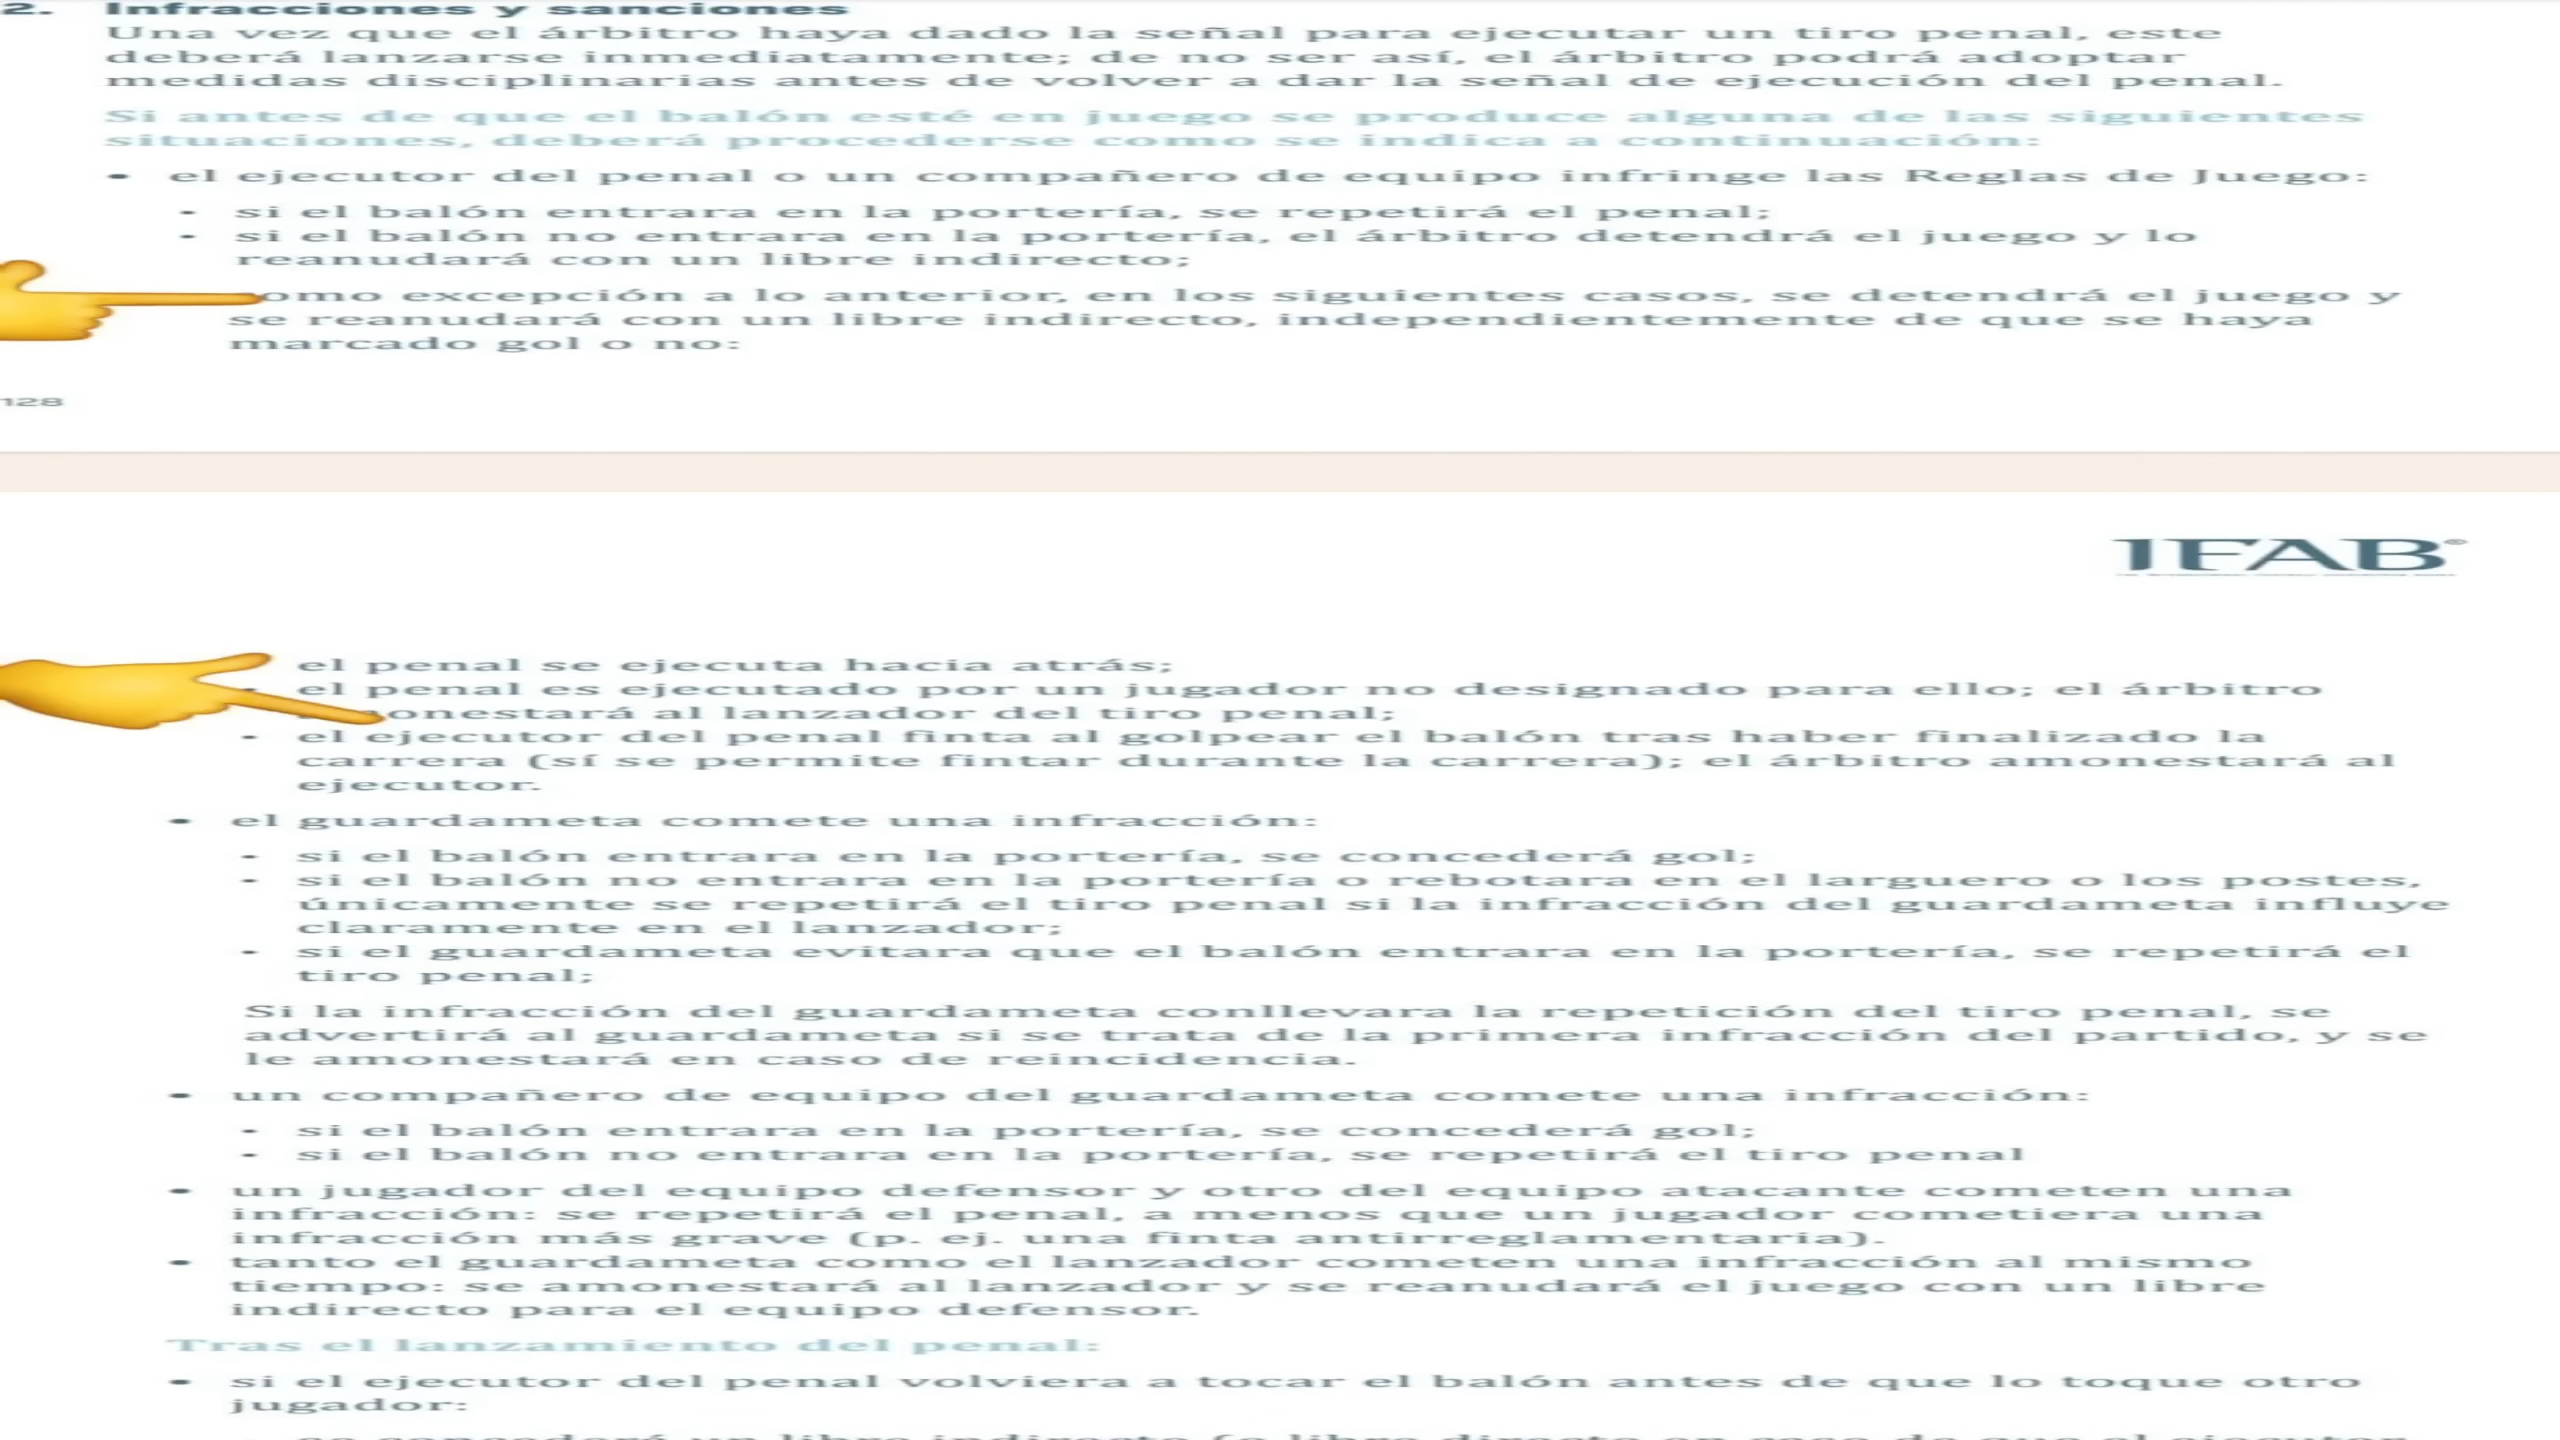 2. Infracciones y sanciones
Una vez que el árbitro haya dado la señal para ejecutar un tiro penal, este
deberá lanzarse inmediatamente; de no ser así, el árbitro podrá adoptar
medidas disciplinarias antes de volver a dar la señal de ejecución del penal.
Si antes de que el balón esté en juego se produce alguna de las siguientes
situaciones, deberá procederse como se indica a continuación:
• el ejecutor del penal o un compañero de equipo infringe las Reglas de Juego:
- si el balón entrara en la portería, se repetirá el penal;
- si el balón no entrara en la portería, el árbitro detendrá el juego y lo
reanudará con un libre indirecto;
omo excepción a lo anterior, en los siguientes casos, se detendrá el juego y
se reanudará con un libre indirecto, independientemente de que se haya
marcado gol o no:
128
IFAB
el penal se ejecuta hacia atrás;
- el penal es ejecutado por un jugador no designado para ello; el árbitro
onestará al lanzador del tiro penal;
- el ejecutor del penal finta al golpear el balón tras haber finalizado la
carrera (sí se permite fintar durante la carrera); el árbitro amonestará al
ejecutor.
• el guardameta comete una infracción:
- si el balón entrara en la portería, se concederá gol;
- si el balón no entrara en la portería o rebotara en el larguero o los postes,
únicamente se repetirá el tiro penal si la infracción del guardameta influye
claramente en el lanzador;
- si el guardameta evitara que el balón entrara en la portería, se repetirá el
tiro penal;
Si la infracción del guardameta conllevara la repetición del tiro penal, se
advertirá al guardameta si se trata de la primera infracción del partido, y se
le amonestará en caso de reincidencia.
• un compañero de equipo del guardameta comete una infracción:
- si el balón entrara en la portería, se concederá gol;
- si el balón no entrara en la portería, se repetirá el tiro penal
• un jugador del equipo defensor y otro del equipo atacante cometen una
infracción: se repetirá el penal, a menos que un jugador cometiera una
infracción más grave (p. ej. una finta antirreglamentaria).
• tanto el guardameta como el lanzador cometen una infracción al mismo
tiempo: se amonestará al lanzador y se reanudará el juego con un libre
indirecto para el equipo defensor.
Tras el lanzamiento del penal:
• si el ejecutor del penal volviera a tocar el balón antes de que lo toque otro
jugador: